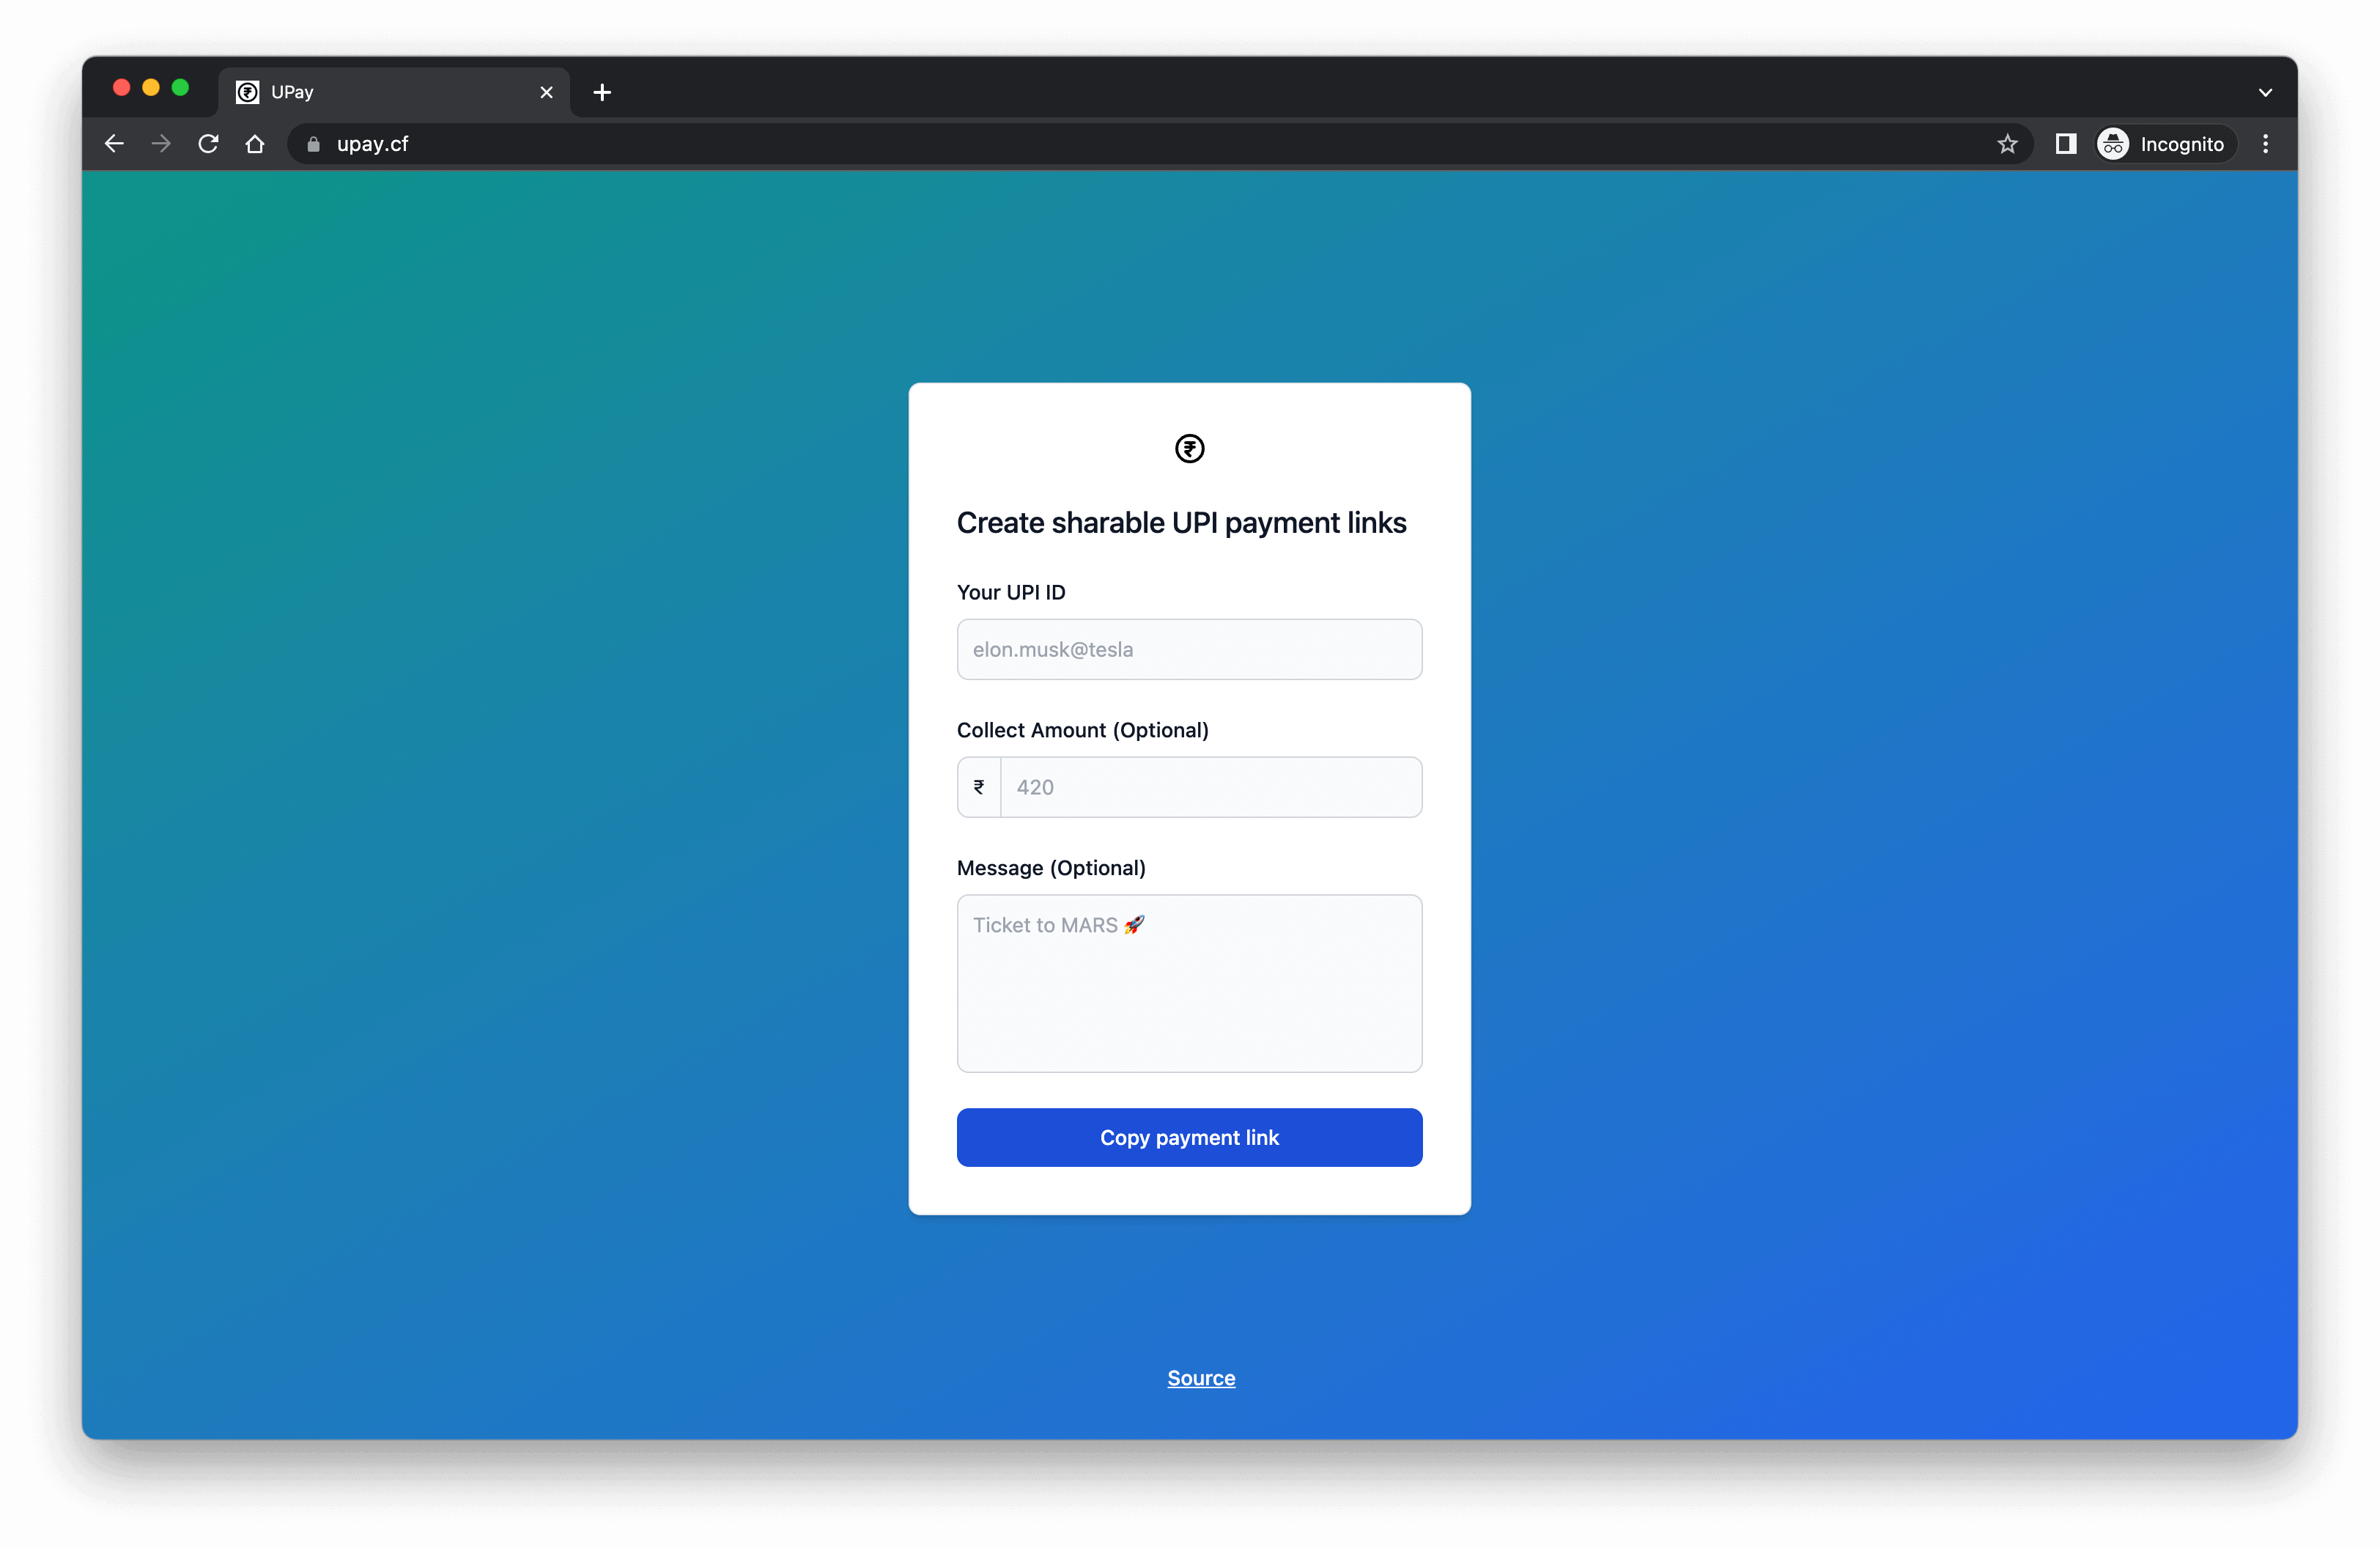 UPay
upay.cf
Incognito
₹
Create sharable UPI payment links
Your UPI ID
elon.musk@tesla
Collect Amount (Optional)
₹ 420
Message (Optional)
Ticket to MARS 🚀
Copy payment link
Source